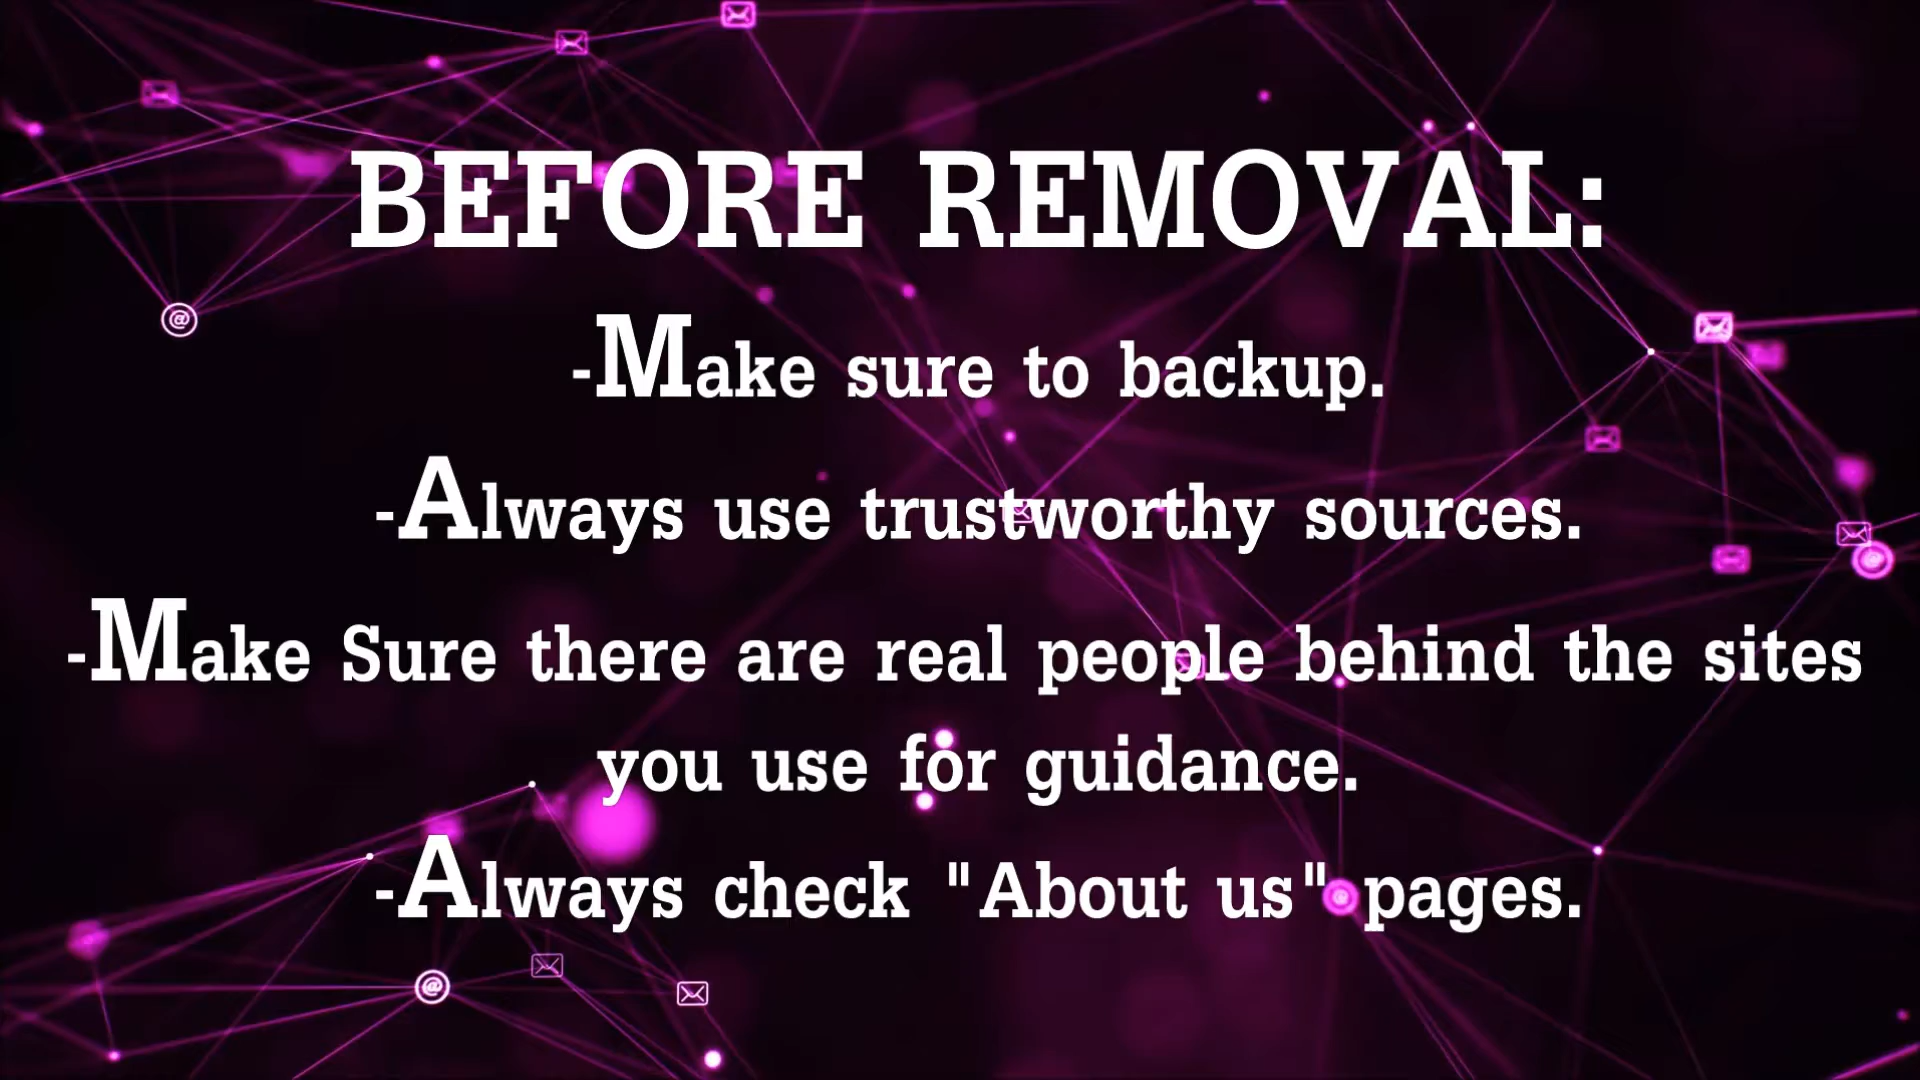 BEFORE REMOVAL:
-Make sure to backup.
-Always use trustworthy sources.
-Make Sure there are real people behind the sites
you use for guidance.
-Always check "About us" pages.